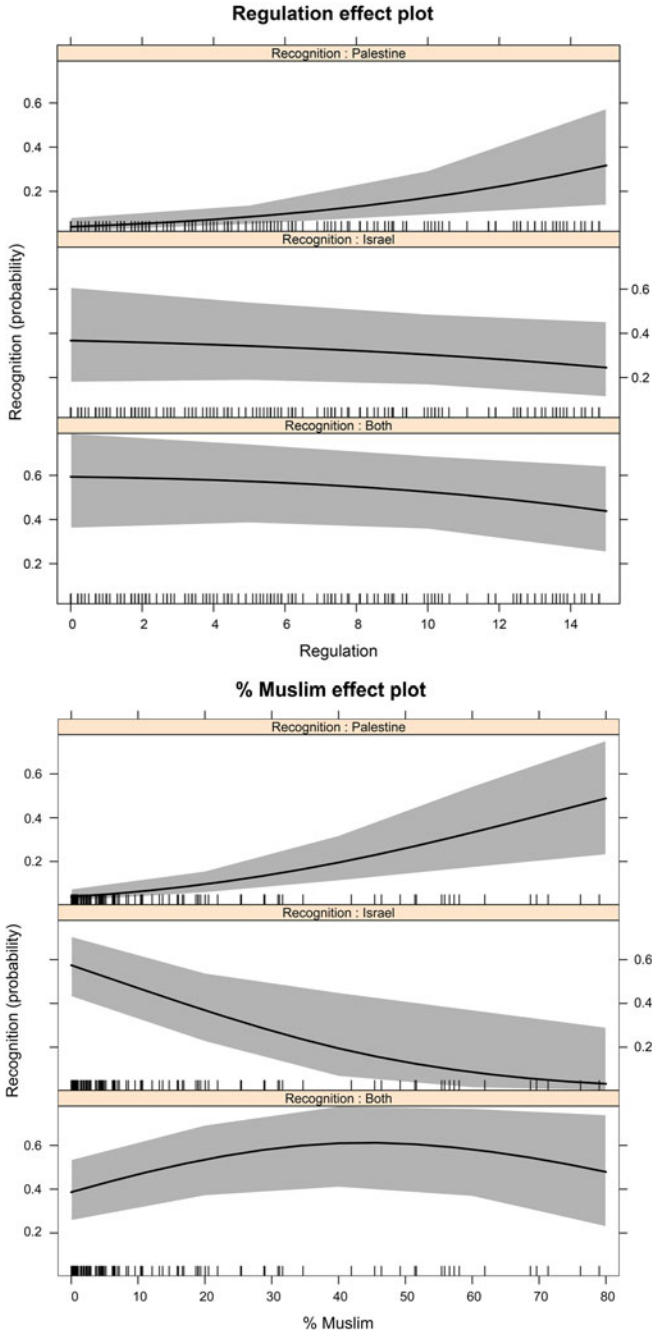 Regulation effect plot
Recognition : Palestine
0.6
0.4
0.2
Recognition : Israel
0.6
0.4
0.2
Recognition : Both
0.6
0.4
0.2
Recognition (probability)
0 2 4 6 8 10 12 14
Regulation
% Muslim effect plot
Recognition : Palestine
0.6
0.4
0.2
Recognition : Israel
0.6
0.4
0.2
Recognition : Both
0.6
0.4
0.2
Recognition (probability)
0 10 20 30 40 50 60 70 80
% Muslim